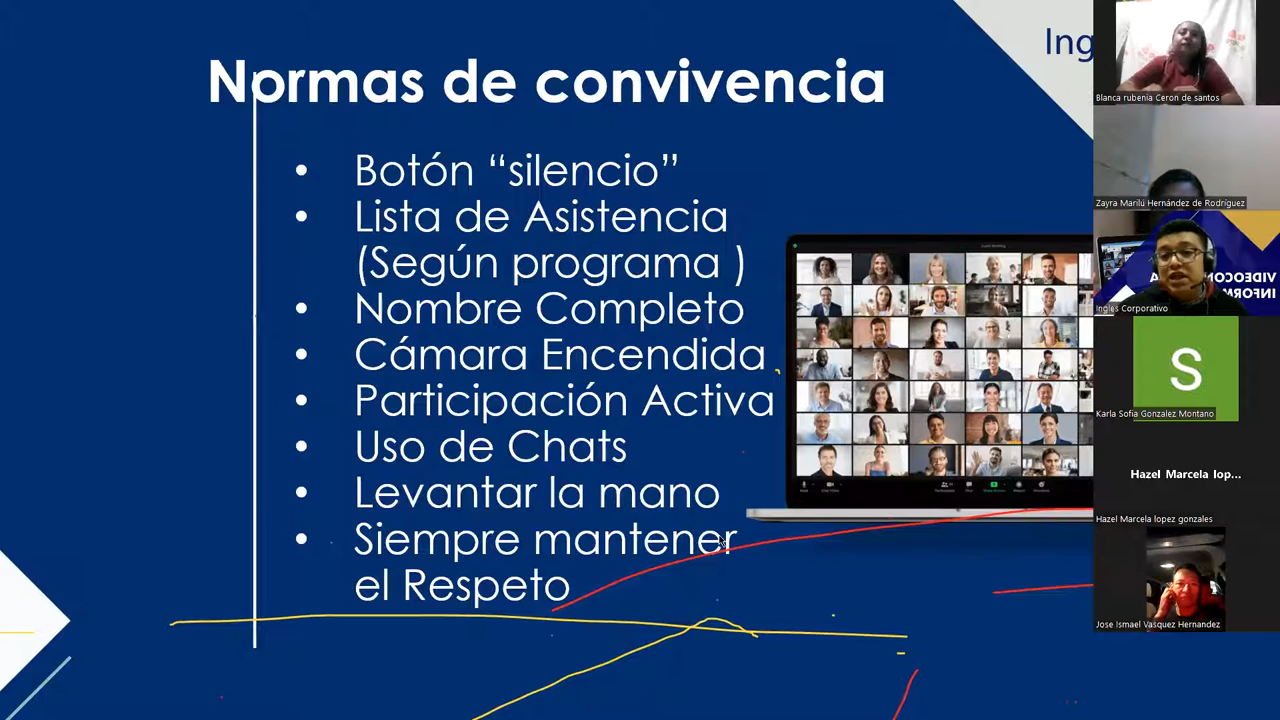 Normas de convivencia
• Botón “silencio”
• Lista de Asistencia
(Según programa )
• Nombre Completo
• Cámara Encendida
• Participación Activa
• Uso de Chats
• Levantar la mano
• Siempre mantener
el Respeto
Ing
Blanca rubenia Ceron de santos
Zayra Marilú Hernández de Rodríguez
Ingles Corporativo
S
Karla Sofia Gonzalez Montano
Hazel Marcela lop...
Hazel Marcela lopez gonzales
Jose Ismael Vasquez Hernandez